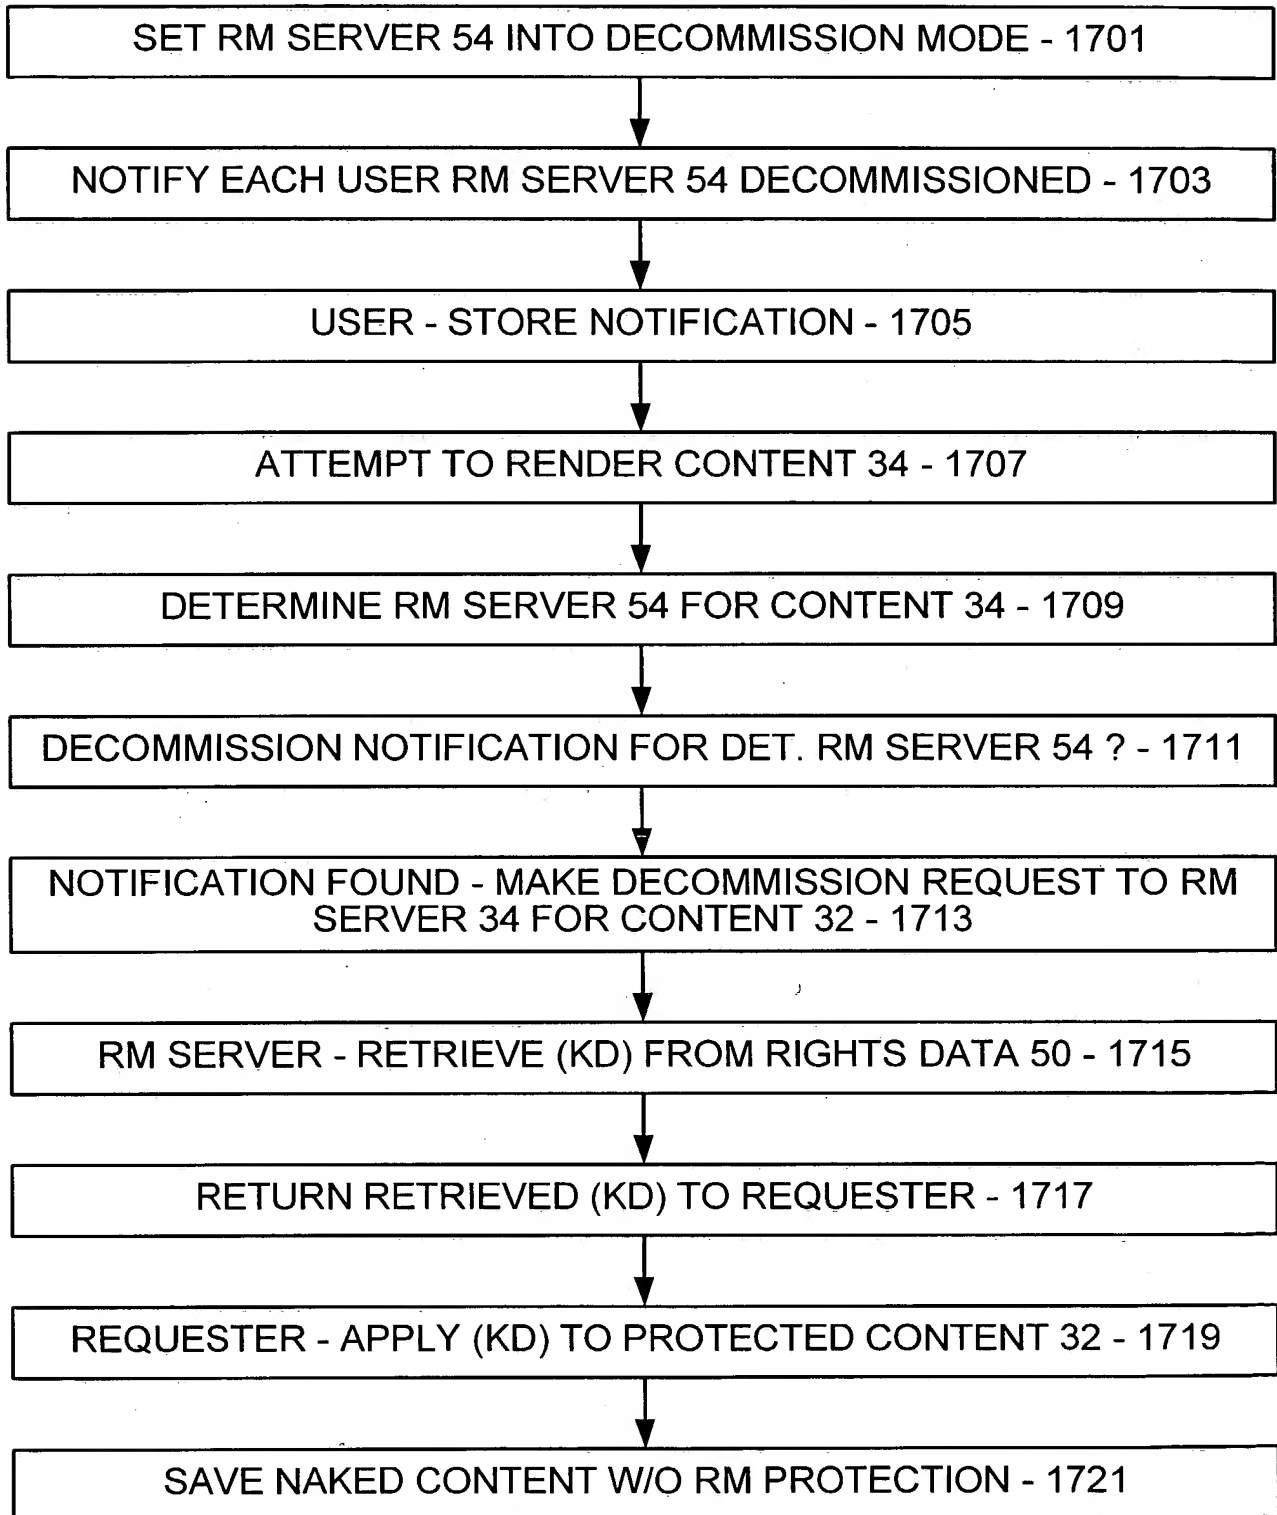 SET RM SERVER 54 INTO DECOMMISSION MODE - 1701
NOTIFY EACH USER RM SERVER 54 DECOMMISSIONED - 1703
USER - STORE NOTIFICATION - 1705
ATTEMPT TO RENDER CONTENT 34 - 1707
DETERMINE RM SERVER 54 FOR CONTENT 34 - 1709
DECOMMISSION NOTIFICATION FOR DET. RM SERVER 54 ? - 1711
NOTIFICATION FOUND - MAKE DECOMMISSION REQUEST TO RM
SERVER 34 FOR CONTENT 32 - 1713
RM SERVER - RETRIEVE (KD) FROM RIGHTS DATA 50 - 1715
RETURN RETRIEVED (KD) TO REQUESTER - 1717
REQUESTER - APPLY (KD) TO PROTECTED CONTENT 32 - 1719
SAVE NAKED CONTENT W/O RM PROTECTION - 1721